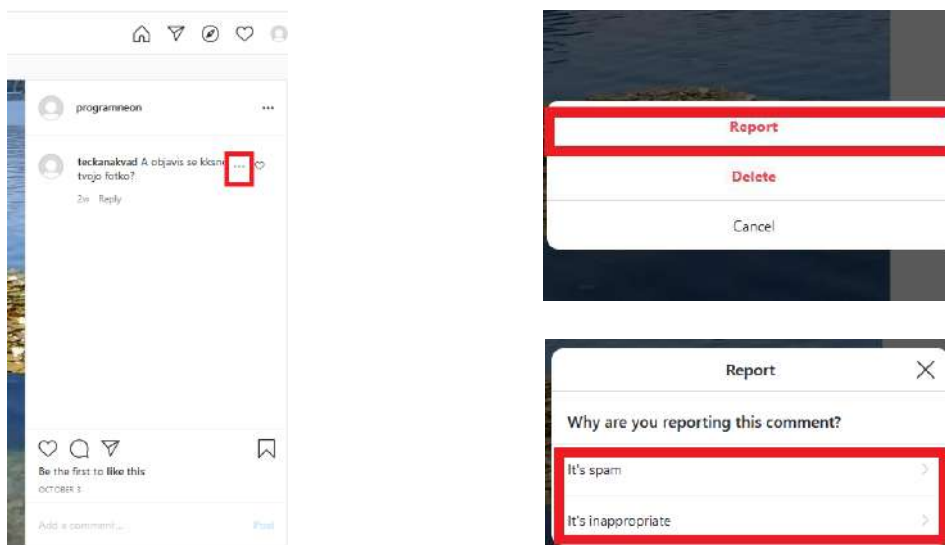 programneon
teckanakvad A objavis se kksno
tvojo fotko?
2w Reply
Be the first to like this
OCTOBER 3
Add a comment...
Post
Report
Delete
Cancel
Report
Why are you reporting this comment?
It's spam
It's inappropriate